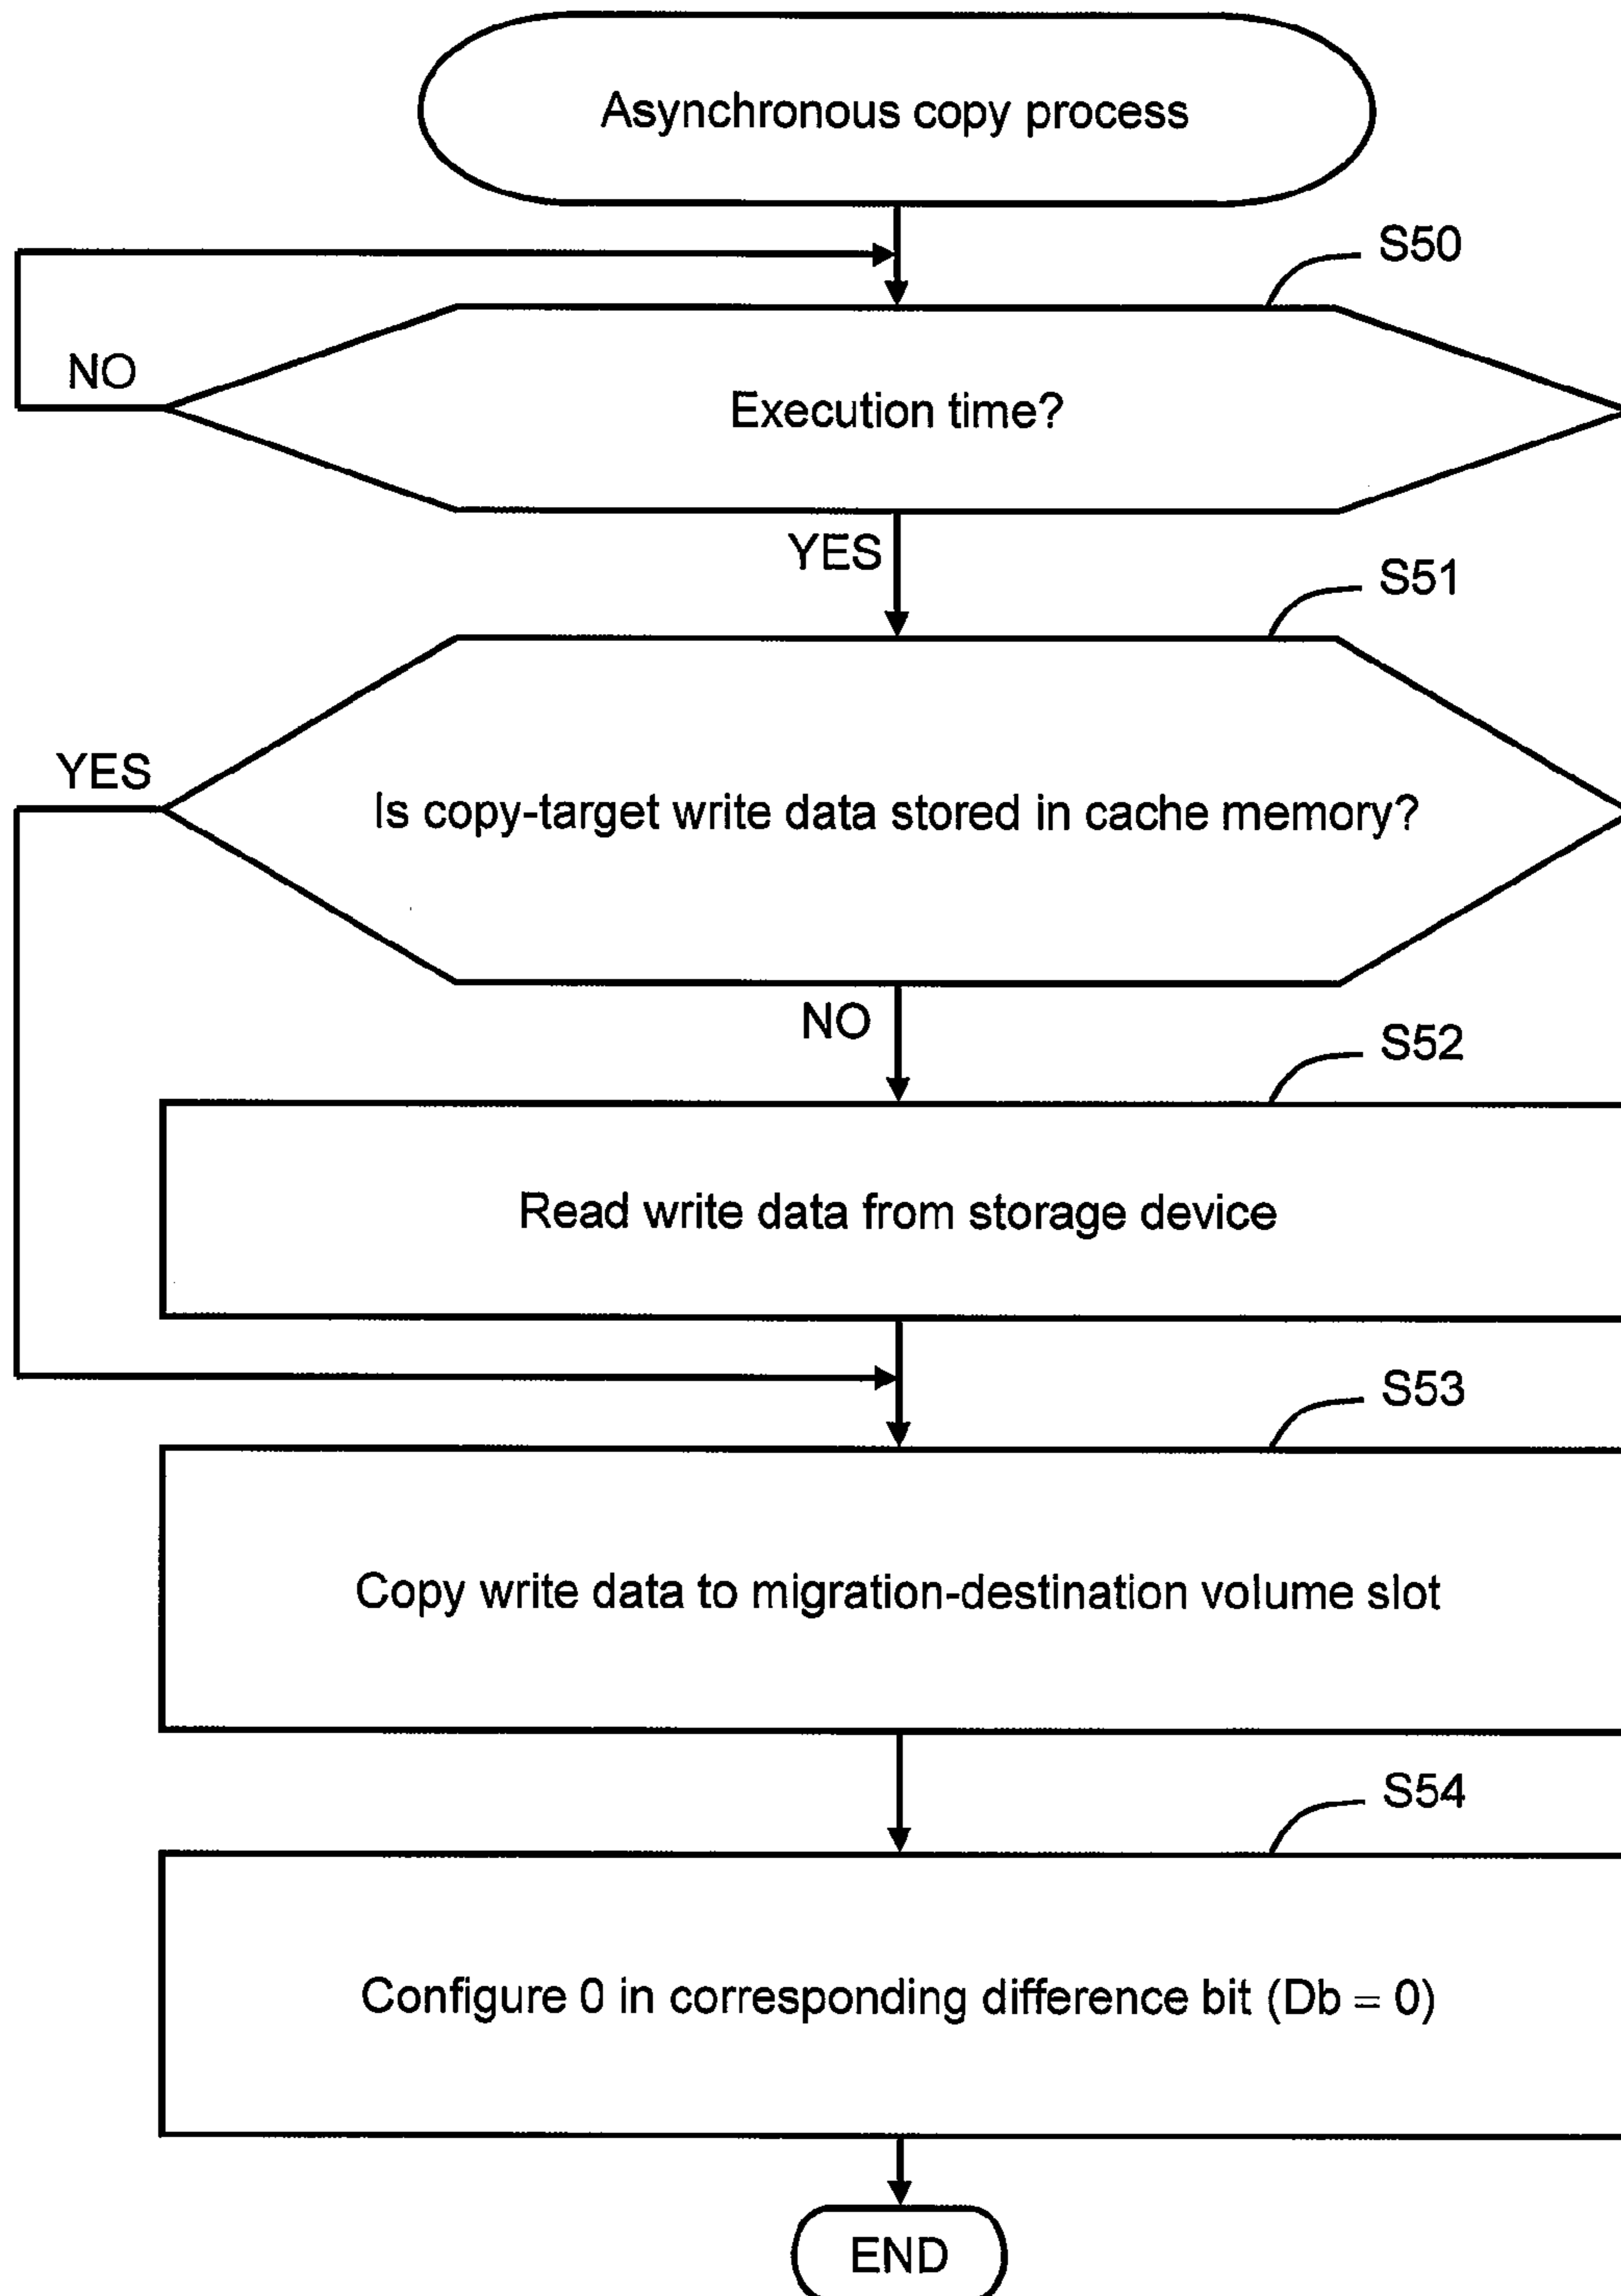 Asynchronous copy process
S50
NO
Execution time?
YES
S51
YES
Is copy-target write data stored in cache memory?
NO
S52
Read write data from storage device
S53
Copy write data to migration-destination volume slot
S54
Configure 0 in corresponding difference bit (Db = 0)
END